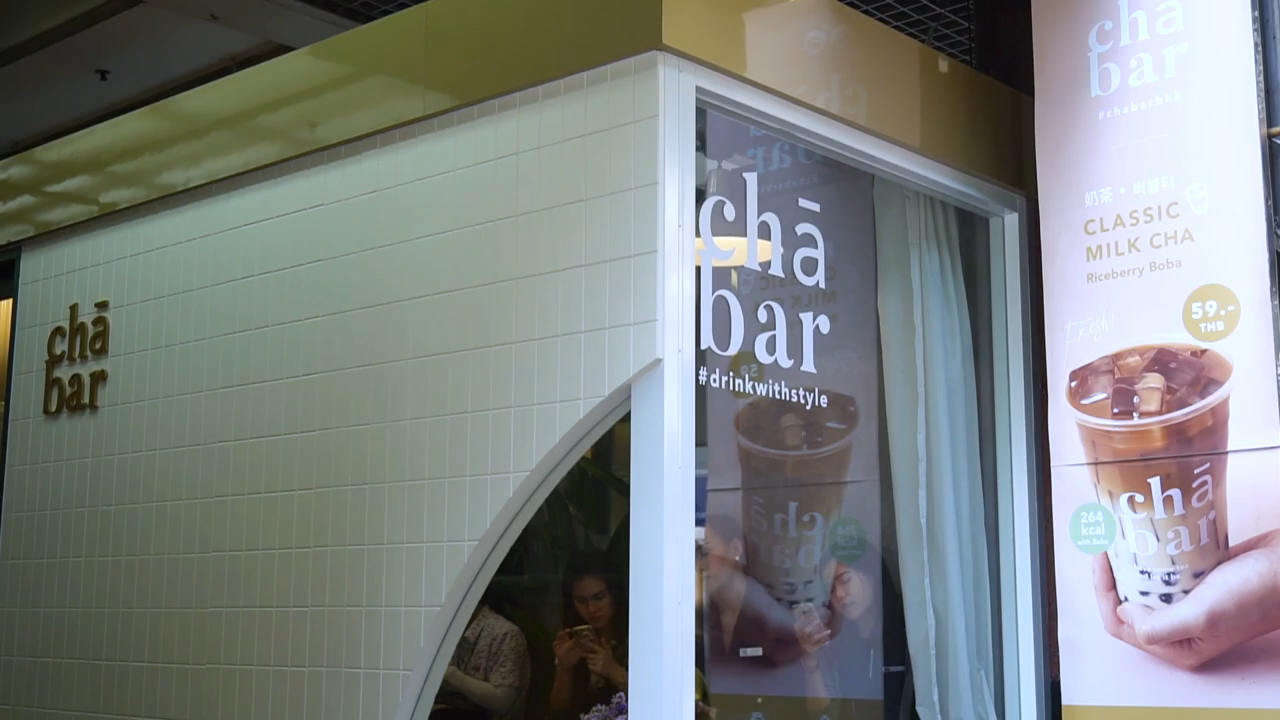 chā
bar
chā
bar
#drinkwithstyle
chā
bar
#chabarbkk
奶茶 • 버블티
CLASSIC
MILK CHA
Riceberry Boba
Fresh!
59.-
THB
264
kcal
with Boba
chā
bar